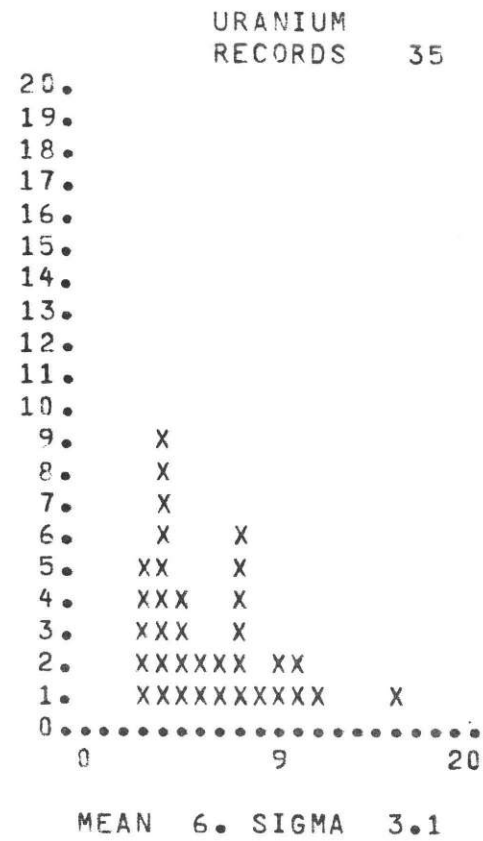 URANIUM
RECORDS 35
20.
19.
18.
17.
16.
15.
14.
13.
12.
11.
10.
9. X
8. X
7. X
6. X X
5. XX X
4. XXX X
3. XXX X
2. XXXXXX XX
1. XXXXXXXXXX X
0......................
0 9 20
MEAN 6. SIGMA 3.1